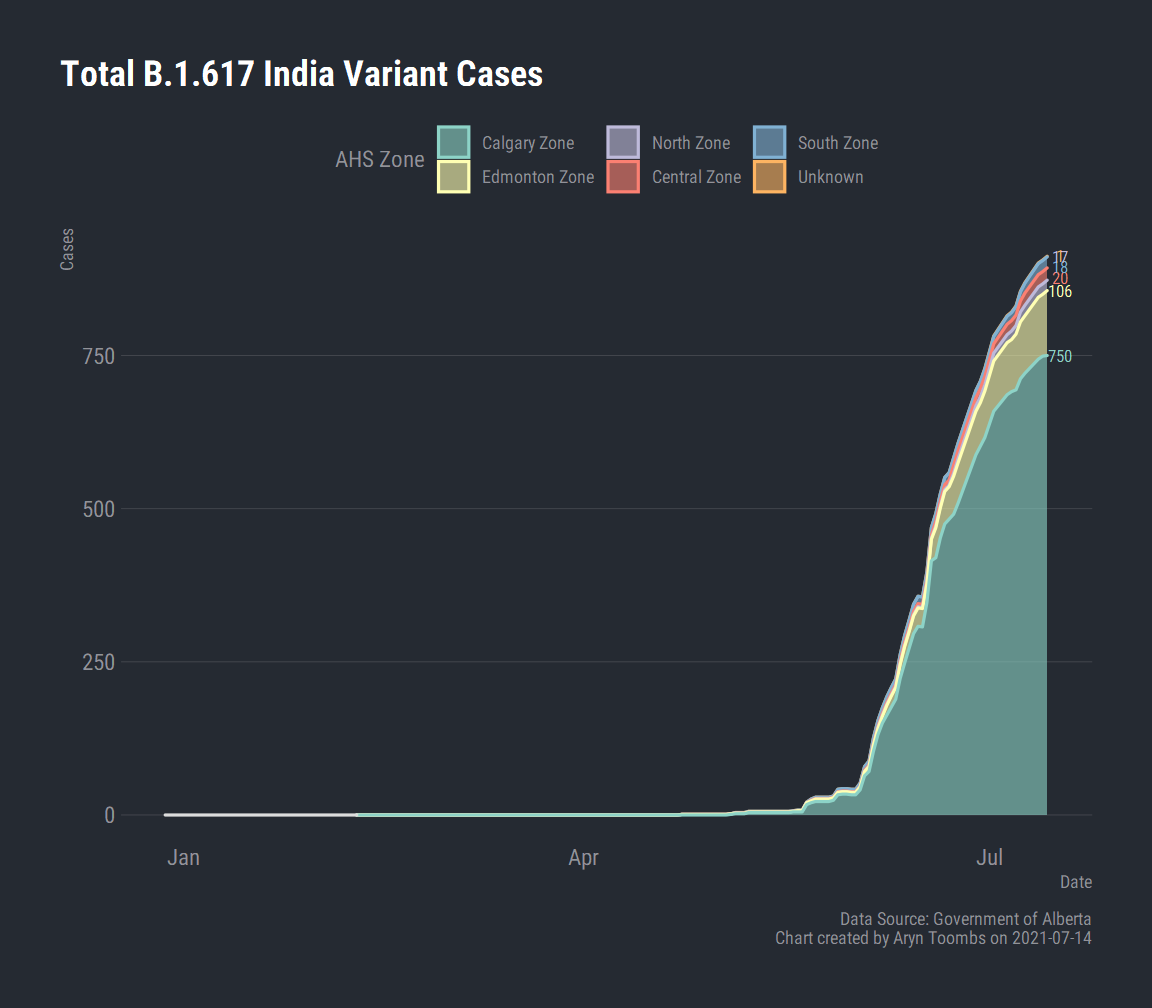 Total B.1.617 India Variant Cases
AHS Zone
Calgary Zone North Zone South Zone
Edmonton Zone Central Zone Unknown
Cases
17
18
20
106
750
750
500
250
0
Jan Apr Jul
Date
Data Source: Government of Alberta
Chart created by Aryn Toombs on 2021-07-14